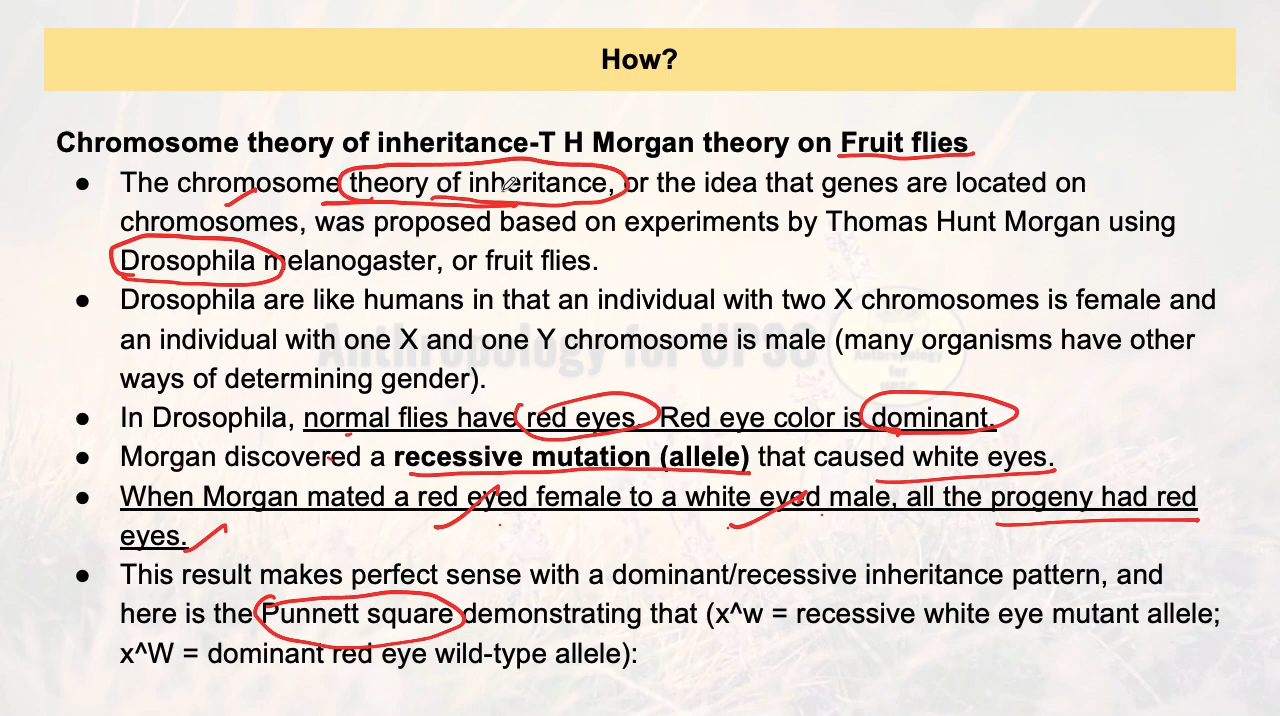 How?
Chromosome theory of inheritance-T H Morgan theory on Fruit flies
● The chromosome theory of inheritance, or the idea that genes are located on
chromosomes, was proposed based on experiments by Thomas Hunt Morgan using
Drosophila melanogaster, or fruit flies.
● Drosophila are like humans in that an individual with two X chromosomes is female and
an individual with one X and one Y chromosome is male (many organisms have other
ways of determining gender).
● In Drosophila, normal flies have red eyes. Red eye color is dominant.
● Morgan discovered a recessive mutation (allele) that caused white eyes.
● When Morgan mated a red eyed female to a white eyed male, all the progeny had red
eyes.
● This result makes perfect sense with a dominant/recessive inheritance pattern, and
here is the Punnett square demonstrating that (x^w = recessive white eye mutant allele;
x^W = dominant red eye wild-type allele):
Anthropology for UPSC
Anthropology
for
UPSC